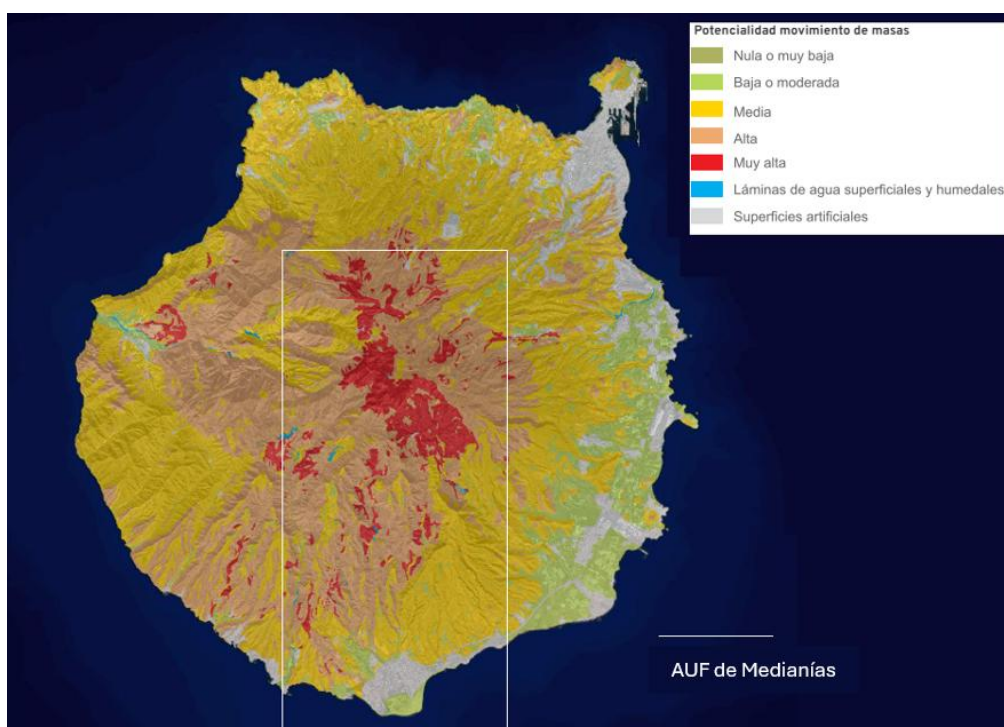 Potencialidad movimiento de masas
Nula o muy baja
Baja o moderada
Media
Alta
Muy alta
Láminas de agua superficiales y humedales
Superficies artificiales
AUF de Medianías